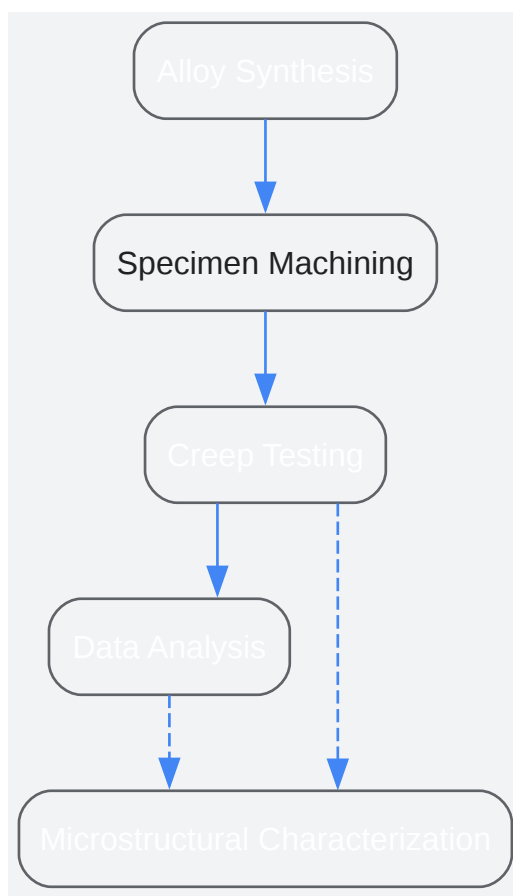 Alloy Synthesis
Specimen Machining
Creep Testing
Data Analysis
Microstructural Characterization